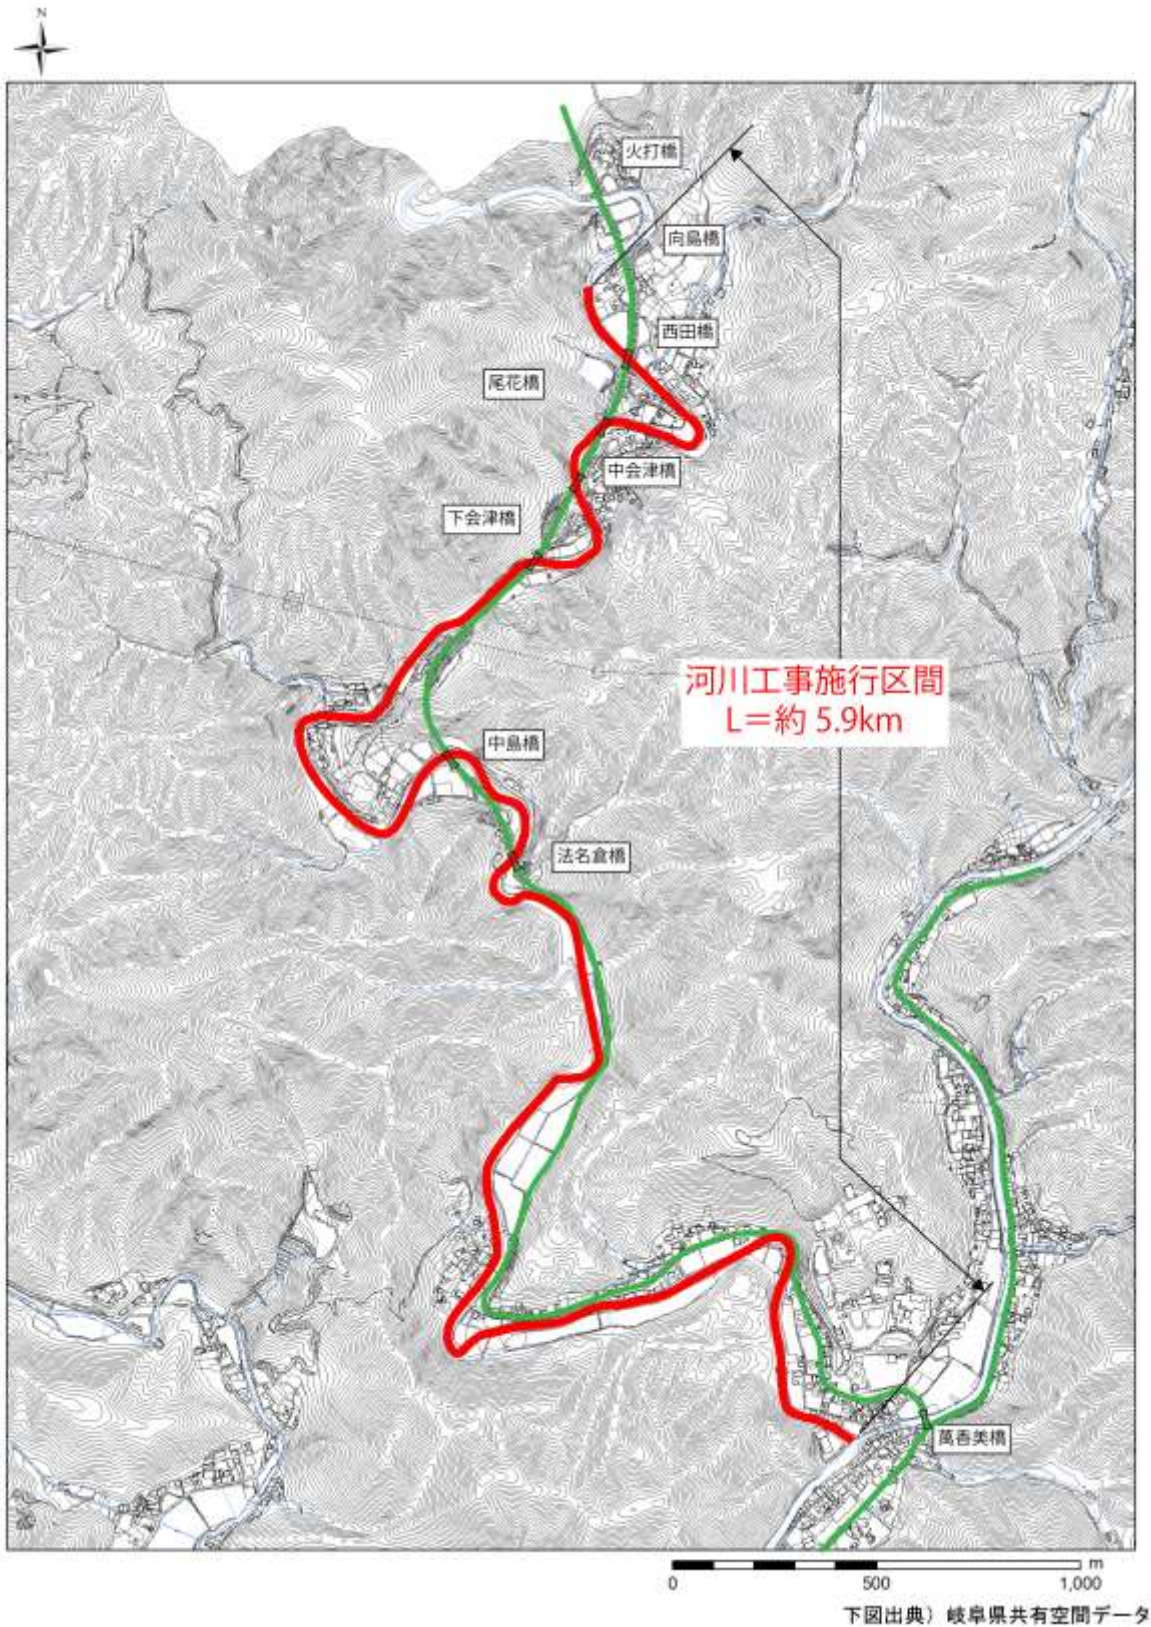 N
火打橋
向島橋
西田橋
尾花橋
中会津橋
下会津橋
河川工事施行区間
L＝約 5.9km
中島橋
法名倉橋
萬香美橋
m
0 500 1,000
下図出典）岐阜県共有空間データ